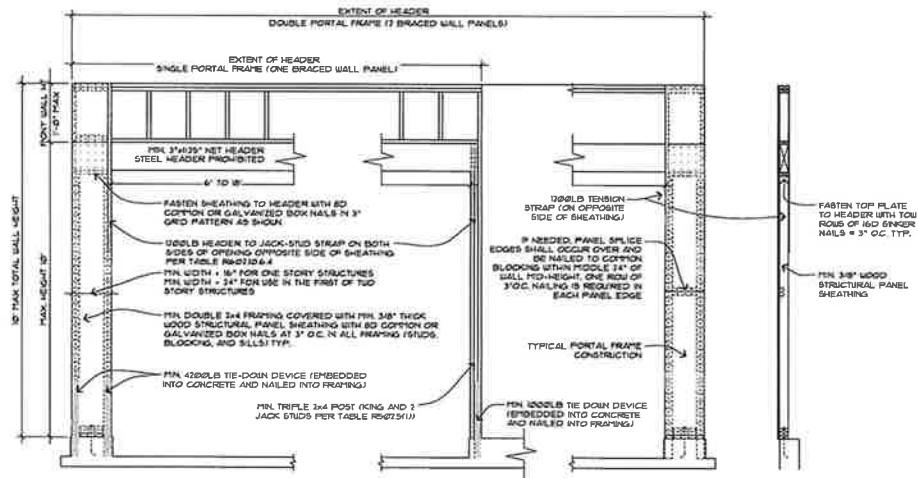 EXTENT OF HEADER
DOUBLE PORTAL FRAME (2 BRACED WALL PANELS)
EXTENT OF HEADER
SINGLE PORTAL FRAME (ONE BRACED WALL PANEL)
PONY WALL HT
MIN. 3"x11.25" NET HEADER
STEEL HEADER PROHIBITED
6' TO 18'
FASTEN SHEATHING TO HEADER WITH 8D
COMMON OR GALVANIZED BOX NAILS IN 3"
GRID PATTERN AS SHOWN
HEADER TO JACK-STUD STRAP ON BOTH
SIDES OF OPENING OPPOSITE SIDE OF SHEATHING
PER TABLE R602.10.6.4
MIN. WIDTH = 16" FOR ONE STORY STRUCTURES
MIN. WIDTH = 24" FOR USE IN THE FIRST OF TWO
STORY STRUCTURES
MIN. DOUBLE 2x4 FRAMING COVERED WITH MIN. 3/8" THICK
WOOD STRUCTURAL PANEL SHEATHING WITH 8D COMMON OR
GALVANIZED BOX NAILS AT 3" O.C. IN ALL FRAMING (STUDS,
BLOCKING, AND SILLS) TYP.
MIN. 4200LB TIE-DOWN DEVICE (EMBEDDED
INTO CONCRETE AND NAILED INTO FRAMING)
MIN. TRIPLE 2x4 POST (KING AND 2
JACK STUDS PER TABLE R502.5(1))
10' MAX TOTAL WALL HEIGHT
MAX. HEIGHT 10'
TENSION
STRAP (ON OPPOSITE
SIDE OF SHEATHING)
IF NEEDED, PANEL SPLICE
EDGES SHALL OCCUR OVER AND
BE NAILED TO COMMON
BLOCKING WITHIN MIDDLE 24" OF
WALL MID-HEIGHT. ONE ROW OF
3" O.C. NAILING IS REQUIRED IN
EACH PANEL EDGE
TYPICAL PORTAL FRAME
CONSTRUCTION
MIN. 1000LB TIE DOWN DEVICE
(EMBEDDED INTO CONCRETE
AND NAILED INTO FRAMING)
FASTEN TOP PLATE
TO HEADER WITH TOW
ROWS OF 16D SINKER
NAILS = 3" O.C. TYP.
MIN. 3/8" WOOD
STRUCTURAL PANEL
SHEATHING